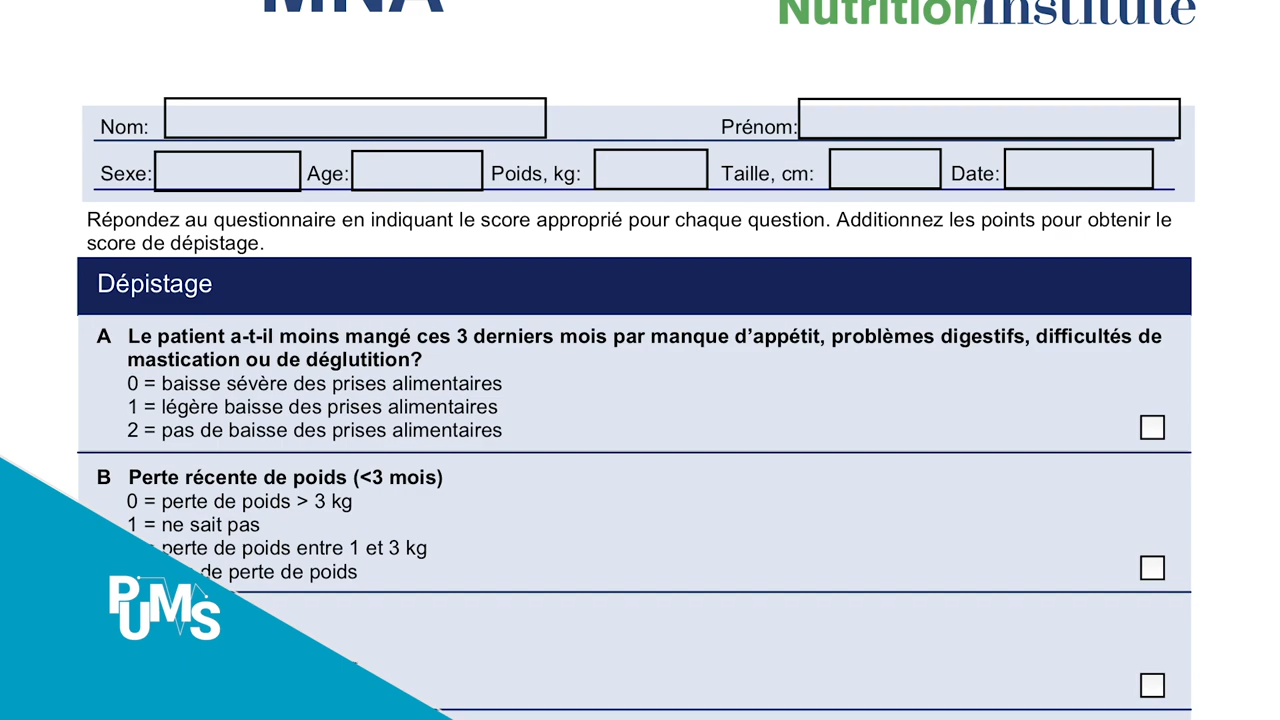 MNA
Nutrition Institute
Nom:
Prénom:
Sexe:
Age:
Poids, kg:
Taille, cm:
Date:
Répondez au questionnaire en indiquant le score approprié pour chaque question. Additionnez les points pour obtenir le
score de dépistage.
Dépistage
A Le patient a-t-il moins mangé ces 3 derniers mois par manque d’appétit, problèmes digestifs, difficultés de
mastication ou de déglutition?
0 = baisse sévère des prises alimentaires
1 = légère baisse des prises alimentaires
2 = pas de baisse des prises alimentaires
B Perte récente de poids (<3 mois)
0 = perte de poids > 3 kg
1 = ne sait pas
= perte de poids entre 1 et 3 kg
de perte de poids
PUMS